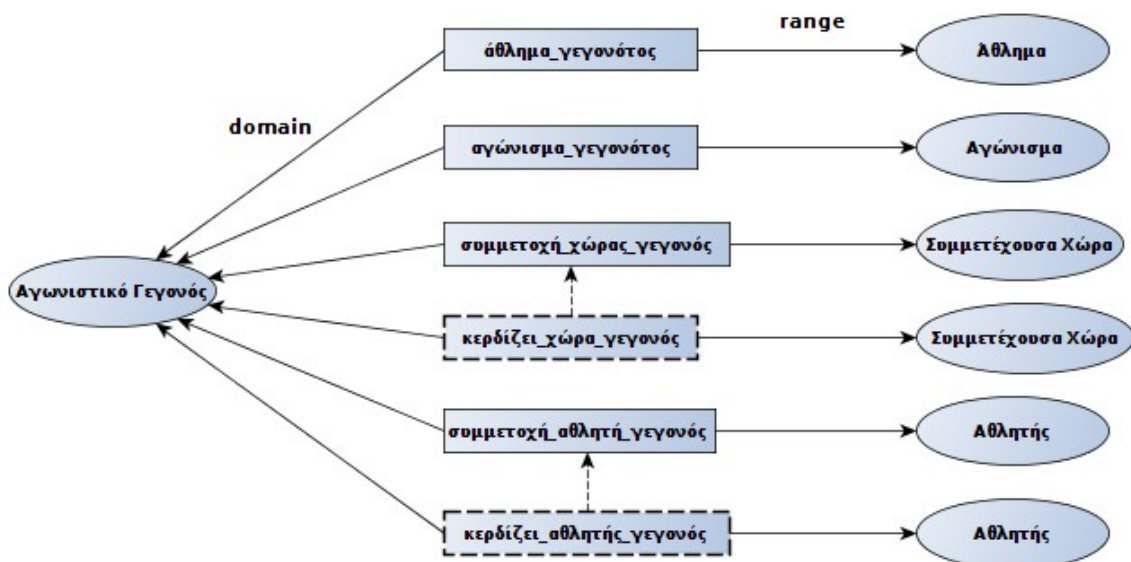 range
άθλημα_γεγονότος
Άθλημα
domain
αγώνισμα_γεγονότος
Αγώνισμα
συμμετοχή_χώρας_γεγονός
Συμμετέχουσα Χώρα
Αγωνιστικό Γεγονός
κερδίζει_χώρα_γεγονός
Συμμετέχουσα Χώρα
συμμετοχή_αθλητή_γεγονός
Αθλητής
κερδίζει_αθλητής_γεγονός
Αθλητής